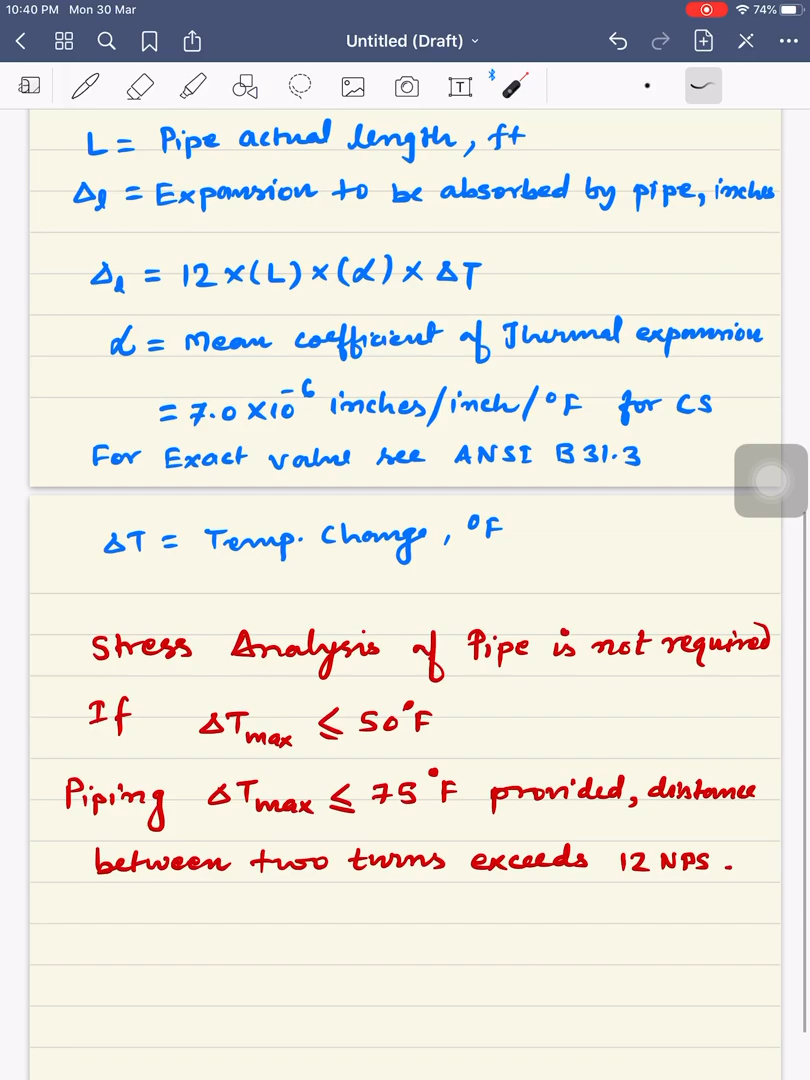 10:40 PM Mon 30 Mar 74%
Untitled (Draft)
T
L = Pipe actual length, ft
Δl = Expansion to be absorbed by pipe, inches
Δl = 12 × (L) × (α) × ΔT
α = Mean coefficient of Thermal expansion
= 7.0 × 10⁻⁶ inches/inch/°F for CS
For Exact value see ANSI B 31.3
ΔT = Temp. Change, °F
Stress Analysis of Pipe is not required
If ΔTmax ≤ 50°F
Piping ΔTmax ≤ 75°F provided, distance
between two turns exceeds 12 NPS.